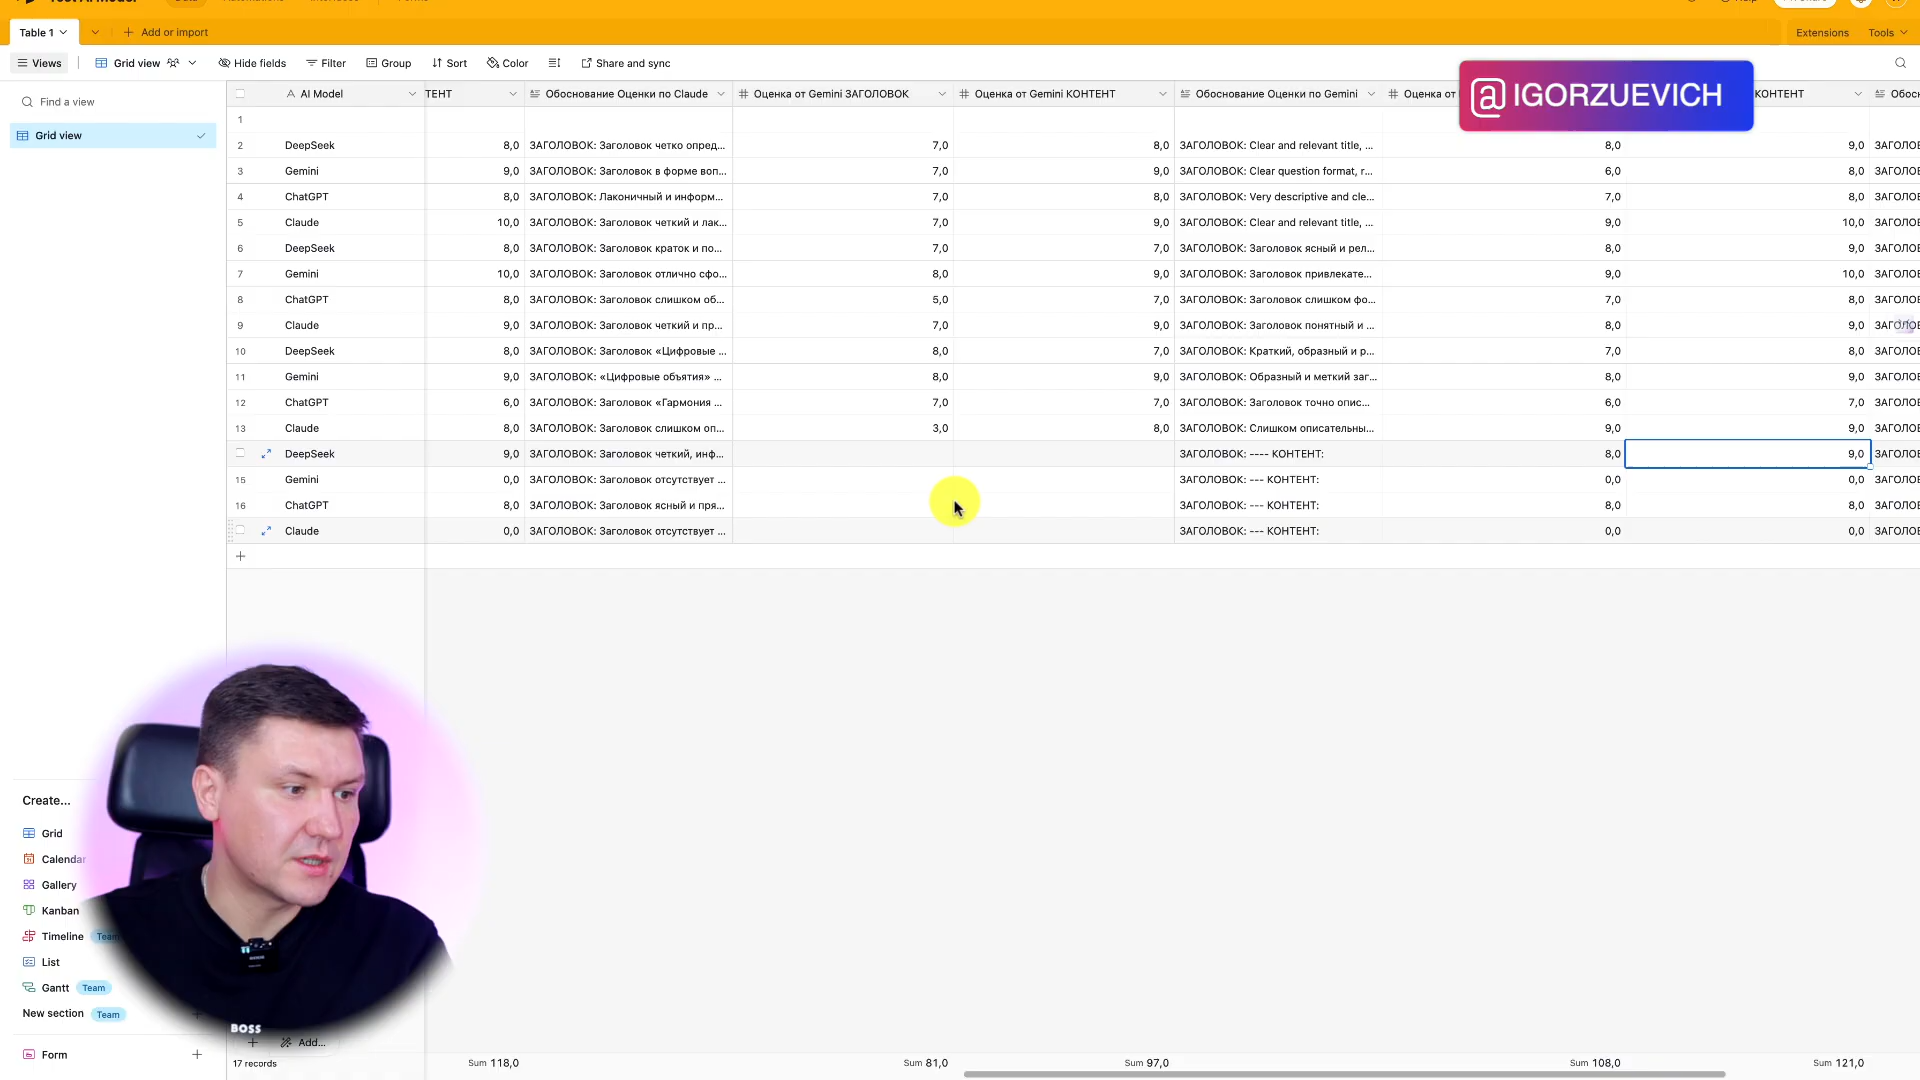 Table 1
Add or import
Extensions
Tools
Views
Grid view
Hide fields
Filter
Group
Sort
Color
Share and sync
@IGORZUEVICH
Find a view
Grid view
AI Model ТЕНТ Обоснование Оценки по Claude Оценка от Gemini ЗАГОЛОВОК Оценка от Gemini КОНТЕНТ Обоснование Оценки по Gemini Оценка от КОНТЕНТ
1
2 DeepSeek 8,0 ЗАГОЛОВОК: Заголовок четко опред... 7,0 8,0 ЗАГОЛОВОК: Clear and relevant title, ... 8,0 9,0 ЗАГОЛОВ
3 Gemini 9,0 ЗАГОЛОВОК: Заголовок в форме воп... 7,0 9,0 ЗАГОЛОВОК: Clear question format, r... 6,0 8,0 ЗАГОЛОВ
4 ChatGPT 8,0 ЗАГОЛОВОК: Лаконичный и информ... 7,0 8,0 ЗАГОЛОВОК: Very descriptive and cle... 7,0 8,0 ЗАГОЛОВ
5 Claude 10,0 ЗАГОЛОВОК: Заголовок четкий и лак... 7,0 9,0 ЗАГОЛОВОК: Clear and relevant title, ... 9,0 10,0 ЗАГОЛОВ
6 DeepSeek 8,0 ЗАГОЛОВОК: Заголовок краток и по... 7,0 7,0 ЗАГОЛОВОК: Заголовок ясный и рел... 8,0 9,0 ЗАГОЛОВ
7 Gemini 10,0 ЗАГОЛОВОК: Заголовок отлично сфо... 8,0 9,0 ЗАГОЛОВОК: Заголовок привлекате... 9,0 10,0 ЗАГОЛОВ
8 ChatGPT 8,0 ЗАГОЛОВОК: Заголовок слишком об... 5,0 7,0 ЗАГОЛОВОК: Заголовок слишком фо... 7,0 8,0 ЗАГОЛОВ
9 Claude 9,0 ЗАГОЛОВОК: Заголовок четкий и пр... 7,0 9,0 ЗАГОЛОВОК: Заголовок понятный и ... 8,0 9,0
10 DeepSeek 8,0 ЗАГОЛОВОК: Заголовок «Цифровые ... 8,0 7,0 ЗАГОЛОВОК: Краткий, образный и р... 7,0 8,0 ЗАГОЛОВ
11 Gemini 9,0 ЗАГОЛОВОК: «Цифровые объятия» ... 8,0 9,0 ЗАГОЛОВОК: Образный и меткий заг... 8,0 9,0 ЗАГОЛОВ
12 ChatGPT 6,0 ЗАГОЛОВОК: Заголовок «Гармония ... 7,0 7,0 ЗАГОЛОВОК: Заголовок точно опис... 6,0 7,0 ЗАГОЛОВ
13 Claude 8,0 ЗАГОЛОВОК: Заголовок слишком оп... 3,0 8,0 ЗАГОЛОВОК: Слишком описательны... 9,0 9,0 ЗАГОЛОВ
DeepSeek 9,0 ЗАГОЛОВОК: Заголовок четкий, инф... ЗАГОЛОВОК: ---- КОНТЕНТ: 8,0 9,0 ЗАГОЛОВ
15 Gemini 0,0 ЗАГОЛОВОК: Заголовок отсутствует ... ЗАГОЛОВОК: --- КОНТЕНТ: 0,0 0,0 ЗАГОЛОВ
16 ChatGPT 8,0 ЗАГОЛОВОК: Заголовок ясный и пря... ЗАГОЛОВОК: --- КОНТЕНТ: 8,0 8,0 ЗАГОЛОВ
Claude 0,0 ЗАГОЛОВОК: Заголовок отсутствует ... ЗАГОЛОВОК: --- КОНТЕНТ: 0,0 0,0 ЗАГОЛОВ
Create...
Grid
Calendar
Gallery
Kanban
Timeline Team
List
Gantt Team
New section Team
BOSS
Add...
Form
17 records Sum 118,0 Sum 81,0 Sum 97,0 Sum 108,0 Sum 121,0